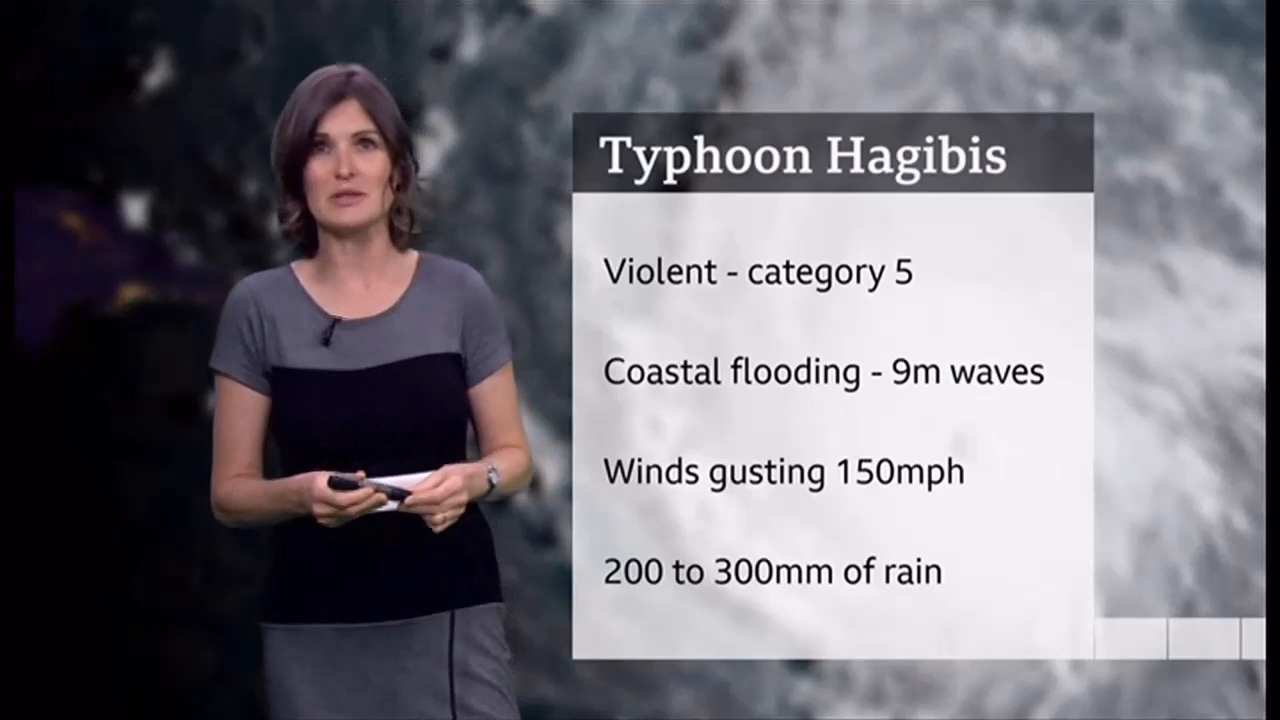 Typhoon Hagibis
Violent - category 5
Coastal flooding - 9m waves
Winds gusting 150mph
200 to 300mm of rain